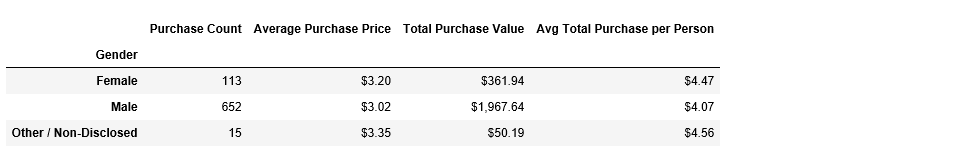 Purchase Count Average Purchase Price Total Purchase Value Avg Total Purchase per Person
Gender
Female 113 $3.20 $361.94 $4.47
Male 652 $3.02 $1,967.64 $4.07
Other / Non-Disclosed 15 $3.35 $50.19 $4.56